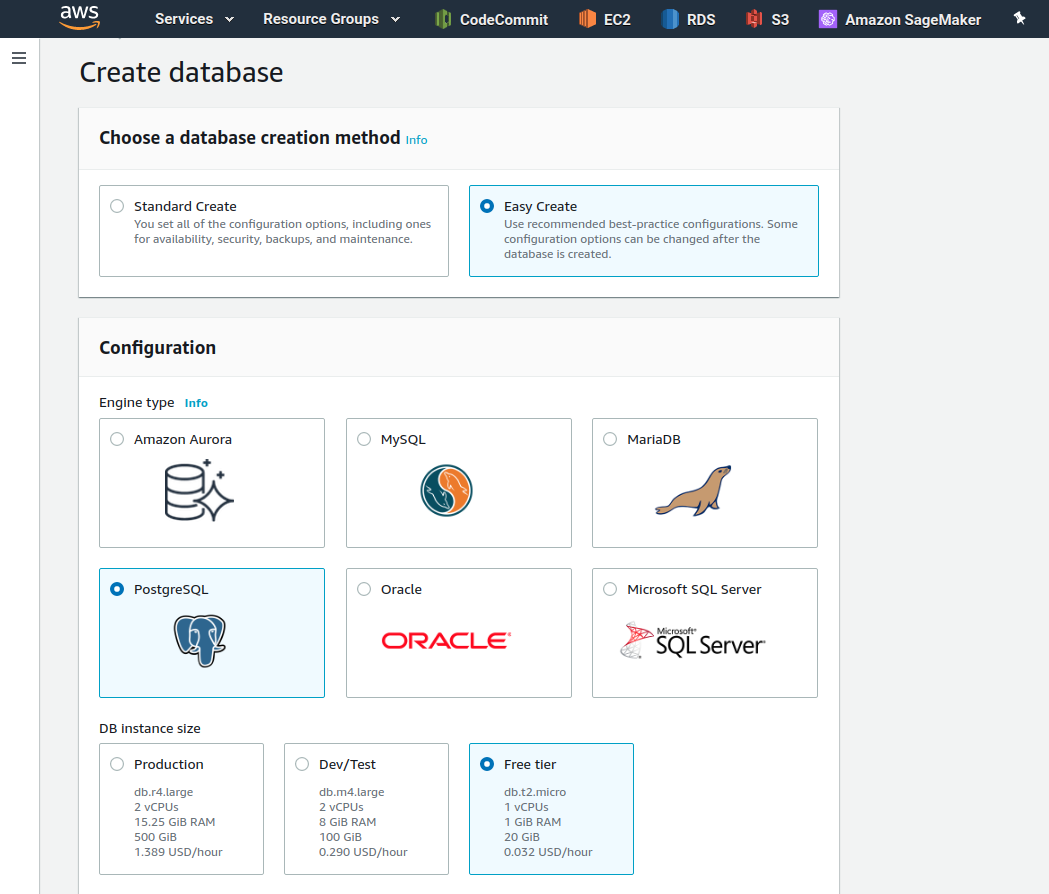 aws
Services Resource Groups CodeCommit EC2 RDS S3 Amazon SageMaker
Create database
Choose a database creation method Info
Standard Create
You set all of the configuration options, including ones
for availability, security, backups, and maintenance.
Easy Create
Use recommended best-practice configurations. Some
configuration options can be changed after the
database is created.
Configuration
Engine type Info
Amazon Aurora
MySQL
MariaDB
PostgreSQL
Oracle
ORACLE®
Microsoft SQL Server
Microsoft®
SQL Server®
DB instance size
Production
db.r4.large
2 vCPUs
15.25 GiB RAM
500 GiB
1.389 USD/hour
Dev/Test
db.m4.large
2 vCPUs
8 GiB RAM
100 GiB
0.290 USD/hour
Free tier
db.t2.micro
1 vCPUs
1 GiB RAM
20 GiB
0.032 USD/hour